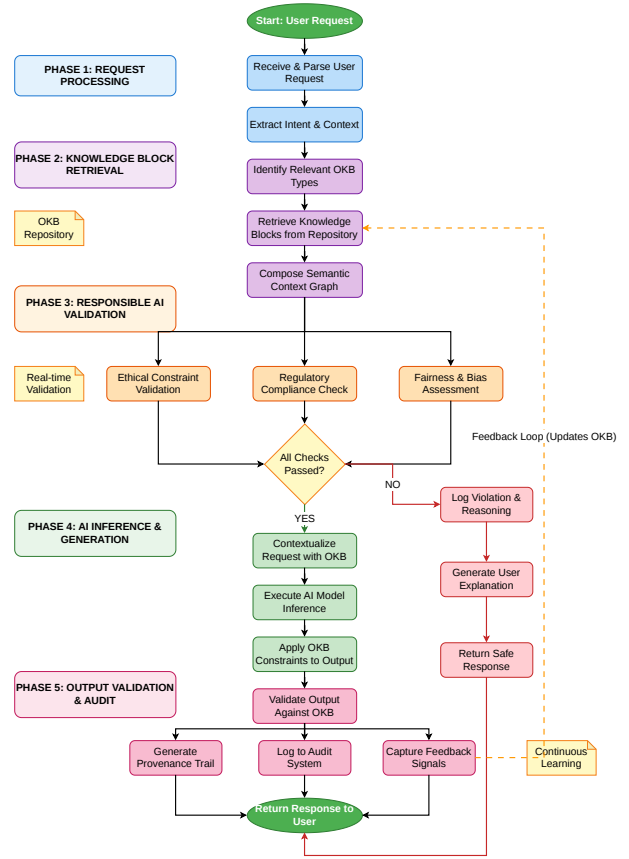 Start: User Request
PHASE 1: REQUEST
PROCESSING
Receive & Parse User
Request
Extract Intent & Context
PHASE 2: KNOWLEDGE BLOCK
RETRIEVAL
Identify Relevant OKB
Types
OKB
Repository
Retrieve Knowledge
Blocks from Repository
Compose Semantic
Context Graph
PHASE 3: RESPONSIBLE AI
VALIDATION
Real-time
Validation
Ethical Constraint
Validation
Regulatory
Compliance Check
Fairness & Bias
Assessment
Feedback Loop (Updates OKB)
All Checks
Passed?
NO
Log Violation &
Reasoning
YES
PHASE 4: AI INFERENCE &
GENERATION
Contextualize
Request with OKB
Generate User
Explanation
Execute AI Model
Inference
Apply OKB
Constraints to Output
Return Safe
Response
PHASE 5: OUTPUT VALIDATION
& AUDIT
Validate Output
Against OKB
Generate
Provenance Trail
Log to Audit
System
Capture Feedback
Signals
Continuous
Learning
Return Response to
User